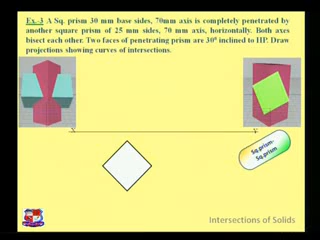 Ex.-3 A Sq. prism 30 mm base sides, 70mm axis is completely penetrated by
another square prism of 25 mm sides, 70 mm axis, horizontally. Both axes
bisect each other. Two faces of penetrating prism are 30⁰ inclined to HP. Draw
projections showing curves of intersections.
X
Y
Sq.prism-
Sq.prism
Intersections of Solids